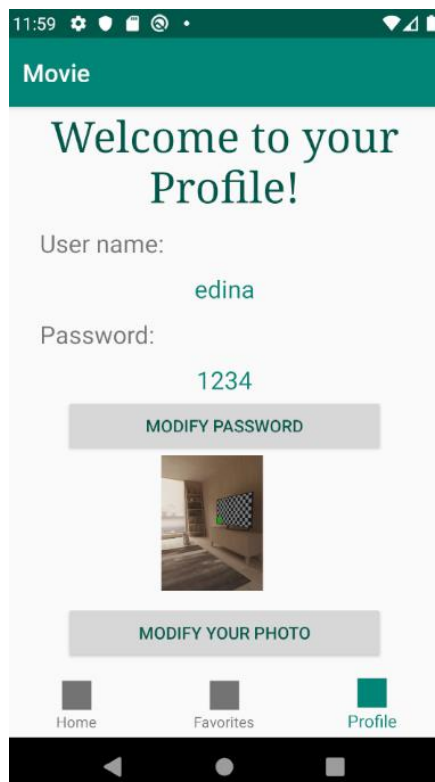 11:59
Movie
Welcome to your
Profile!
User name:
edina
Password:
1234
MODIFY PASSWORD
MODIFY YOUR PHOTO
Home Favorites Profile